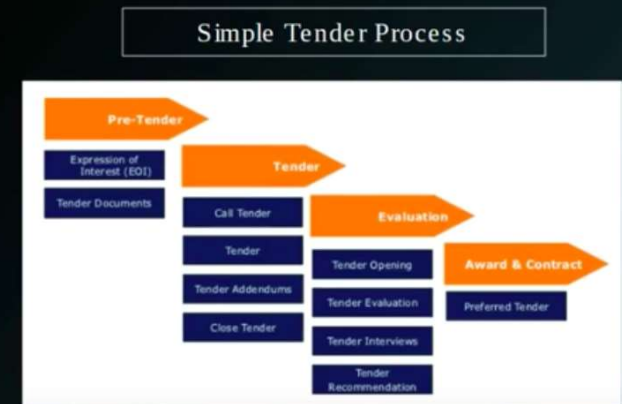 Simple Tender Process
Pre-Tender
Expression of
Interest (EOI)
Tender Documents
Tender
Call Tender
Tender
Tender Addendums
Close Tender
Evaluation
Tender Opening
Tender Evaluation
Tender Interviews
Tender
Recommendation
Award & Contract
Preferred Tender